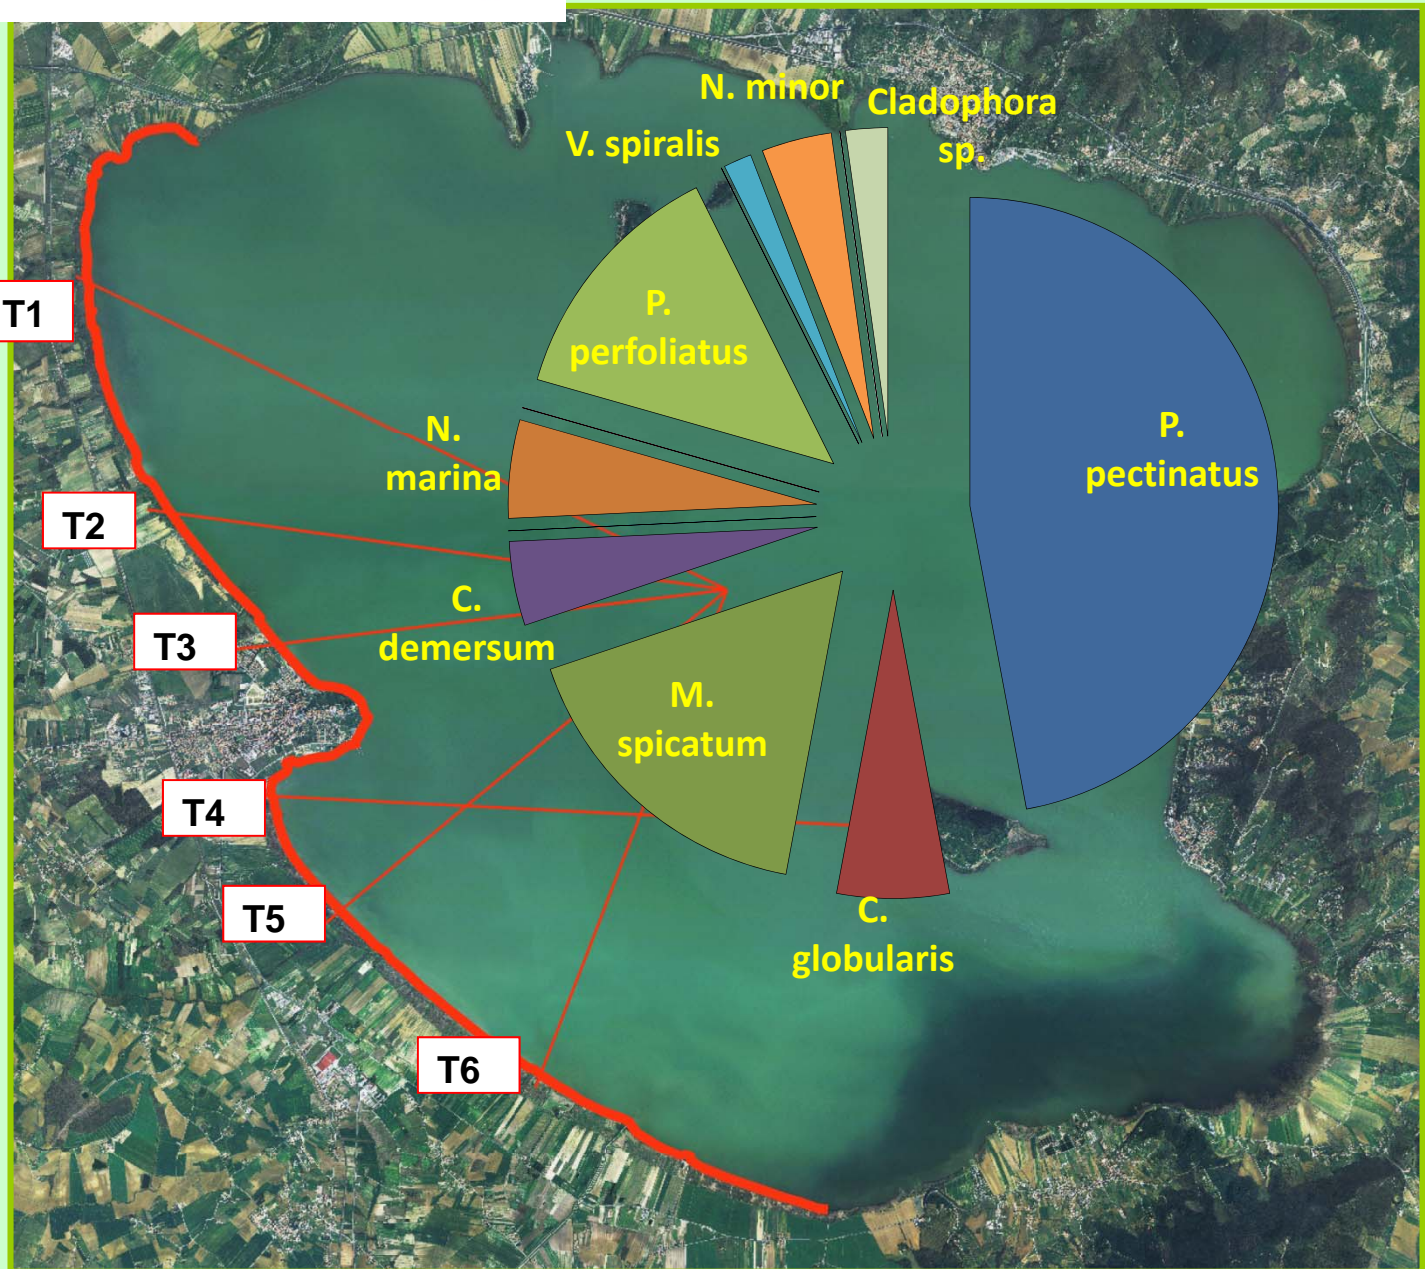 N. minor
Cladophora
sp.
V. spiralis
P.
perfoliatus
T1
N.
marina
P.
pectinatus
T2
C.
demersum
T3
M.
spicatum
T4
T5
C.
globularis
T6